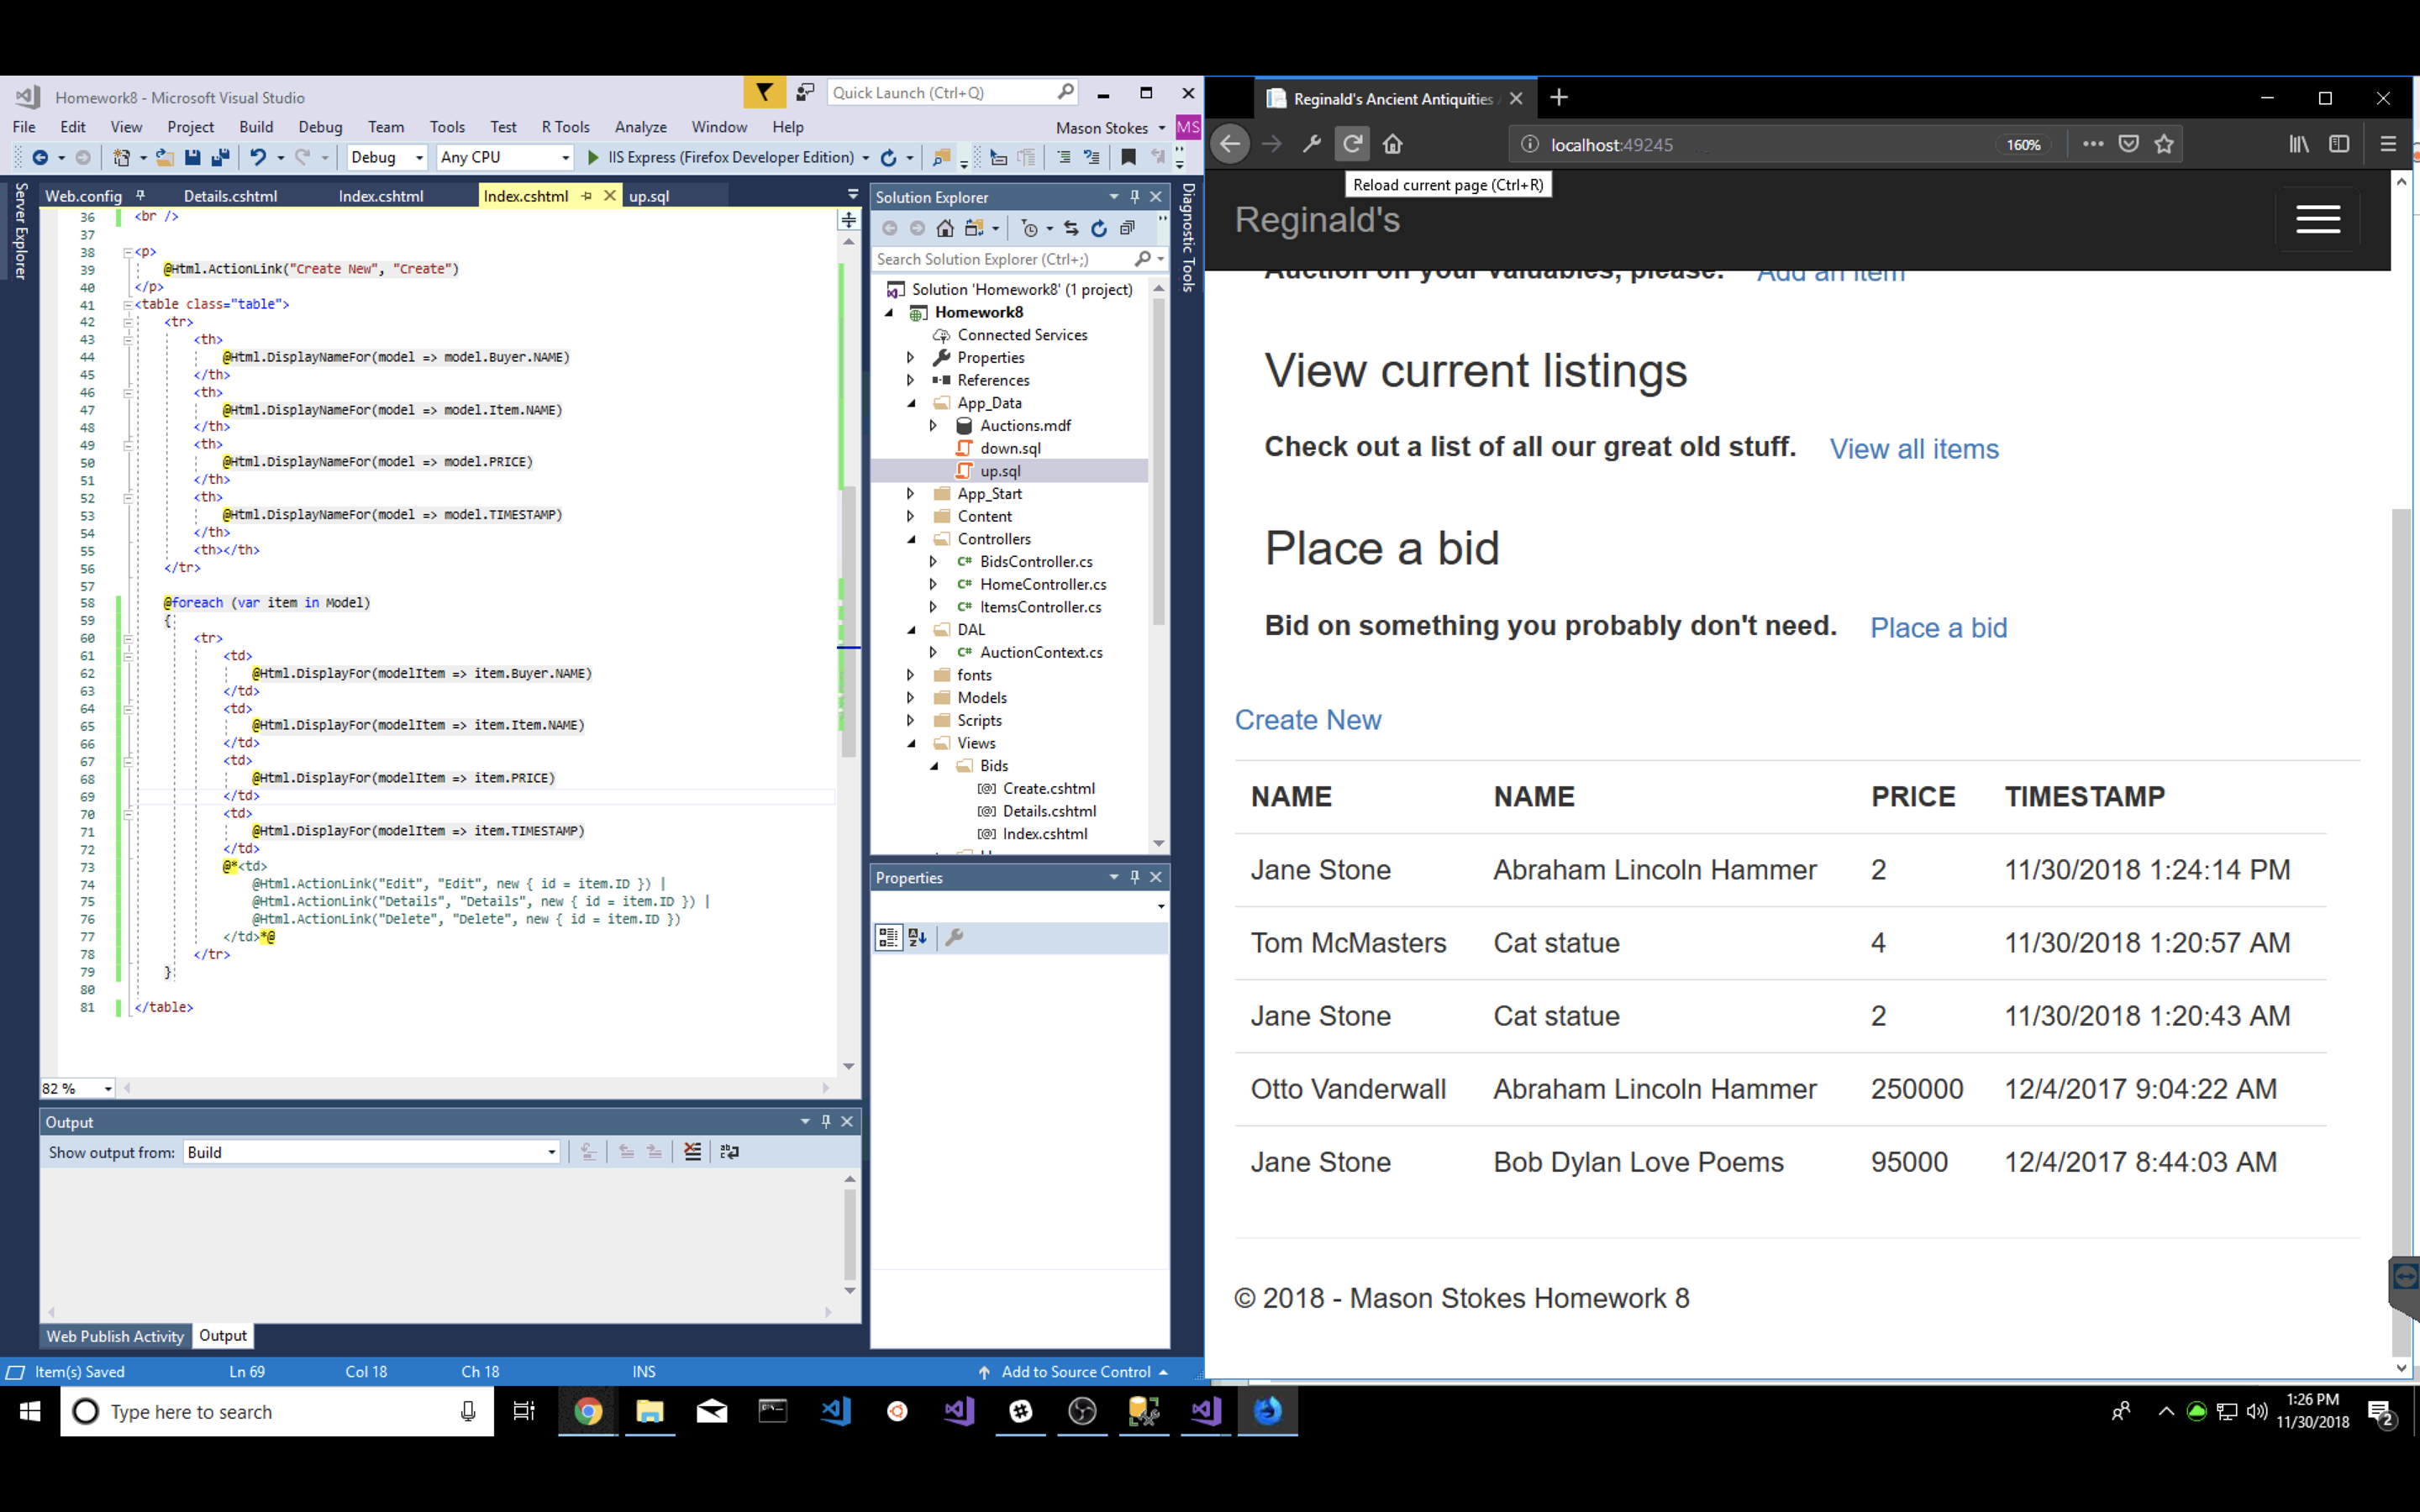 Homework8 - Microsoft Visual Studio
Quick Launch (Ctrl+Q)
File Edit View Project Build Debug Team Tools Test R Tools Analyze Window Help
Mason Stokes MS
Debug Any CPU IIS Express (Firefox Developer Edition)
Server Explorer
Web.config Details.cshtml Index.cshtml Index.cshtml up.sql
36 <br />
37
38 <p>
39 @Html.ActionLink("Create New", "Create")
40 </p>
41 <table class="table">
42 <tr>
43 <th>
44 @Html.DisplayNameFor(model => model.Buyer.NAME)
45 </th>
46 <th>
47 @Html.DisplayNameFor(model => model.Item.NAME)
48 </th>
49 <th>
50 @Html.DisplayNameFor(model => model.PRICE)
51 </th>
52 <th>
53 @Html.DisplayNameFor(model => model.TIMESTAMP)
54 </th>
55 <th></th>
56 </tr>
57
58 @foreach (var item in Model)
59 {
60 <tr>
61 <td>
62 @Html.DisplayFor(modelItem => item.Buyer.NAME)
63 </td>
64 <td>
65 @Html.DisplayFor(modelItem => item.Item.NAME)
66 </td>
67 <td>
68 @Html.DisplayFor(modelItem => item.PRICE)
69 </td>
70 <td>
71 @Html.DisplayFor(modelItem => item.TIMESTAMP)
72 </td>
73 @*<td>
74 @Html.ActionLink("Edit", "Edit", new { id = item.ID }) |
75 @Html.ActionLink("Details", "Details", new { id = item.ID }) |
76 @Html.ActionLink("Delete", "Delete", new { id = item.ID })
77 </td>*@
78 </tr>
79 }
80
81 </table>
82 %
Output
Show output from: Build
Web Publish Activity Output
Item(s) Saved Ln 69 Col 18 Ch 18 INS Add to Source Control
Solution Explorer
Search Solution Explorer (Ctrl+;)
Solution 'Homework8' (1 project)
Homework8
Connected Services
Properties
References
App_Data
Auctions.mdf
down.sql
up.sql
App_Start
Content
Controllers
C# BidsController.cs
C# HomeController.cs
C# ItemsController.cs
DAL
C# AuctionContext.cs
fonts
Models
Scripts
Views
Bids
[@] Create.cshtml
[@] Details.cshtml
[@] Index.cshtml
Properties
Diagnostic Tools
Reginald's Ancient Antiquities
localhost:49245 160%
Reload current page (Ctrl+R)
Reginald's
Auction off your valuables, please. Add an item
View current listings
Check out a list of all our great old stuff. View all items
Place a bid
Bid on something you probably don't need. Place a bid
Create New
NAME NAME PRICE TIMESTAMP
Jane Stone Abraham Lincoln Hammer 2 11/30/2018 1:24:14 PM
Tom McMasters Cat statue 4 11/30/2018 1:20:57 AM
Jane Stone Cat statue 2 11/30/2018 1:20:43 AM
Otto Vanderwall Abraham Lincoln Hammer 250000 12/4/2017 9:04:22 AM
Jane Stone Bob Dylan Love Poems 95000 12/4/2017 8:44:03 AM
© 2018 - Mason Stokes Homework 8
Type here to search
1:26 PM
11/30/2018
2